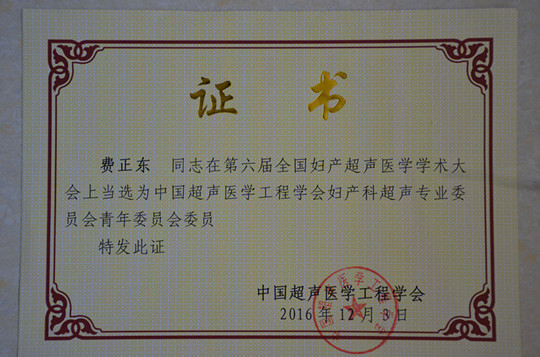 证书
费正东 同志在第六届全国妇产超声医学学术大
会上当选为中国超声医学工程学会妇产科超声专业委
员会青年委员会委员
特发此证
中国超声医学工程学会
2016年12月3日